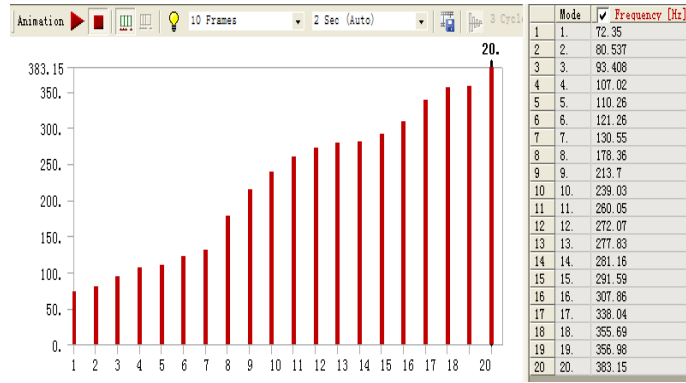 Animation 10 Frames 2 Sec (Auto) 3 Cycl
20.
383.15
350.
300.
250.
200.
150.
100.
50.
0.
1 2 3 4 5 6 7 8 9 10 11 12 13 14 15 16 17 18 20
Mode Frequency [Hz]
1 1. 72.35
2 2. 80.537
3 3. 93.408
4 4. 107.02
5 5. 110.26
6 6. 121.26
7 7. 130.55
8 8. 178.36
9 9. 213.7
10 10. 239.03
11 11. 260.05
12 12. 272.07
13 13. 277.83
14 14. 281.16
15 15. 291.59
16 16. 307.86
17 17. 338.04
18 18. 355.69
19 19. 356.98
20 20. 383.15